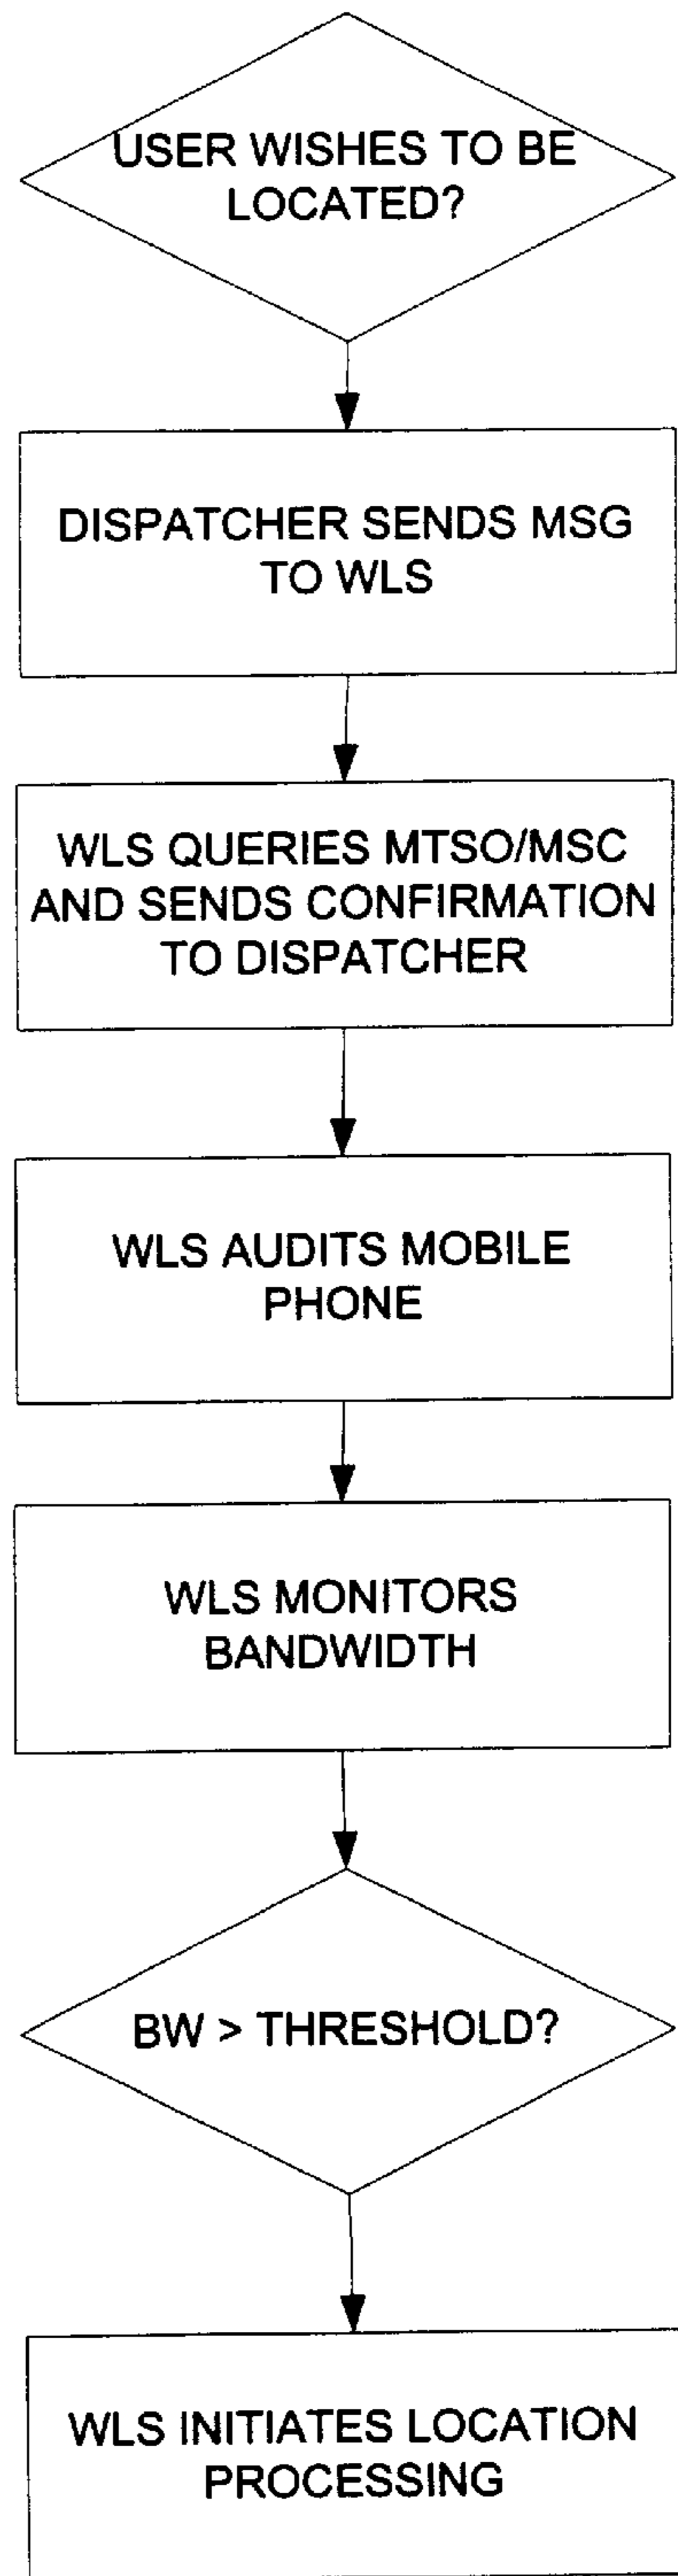 USER WISHES TO BE
LOCATED?
DISPATCHER SENDS MSG
TO WLS
WLS QUERIES MTSO/MSC
AND SENDS CONFIRMATION
TO DISPATCHER
WLS AUDITS MOBILE
PHONE
WLS MONITORS
BANDWIDTH
BW > THRESHOLD?
WLS INITIATES LOCATION
PROCESSING